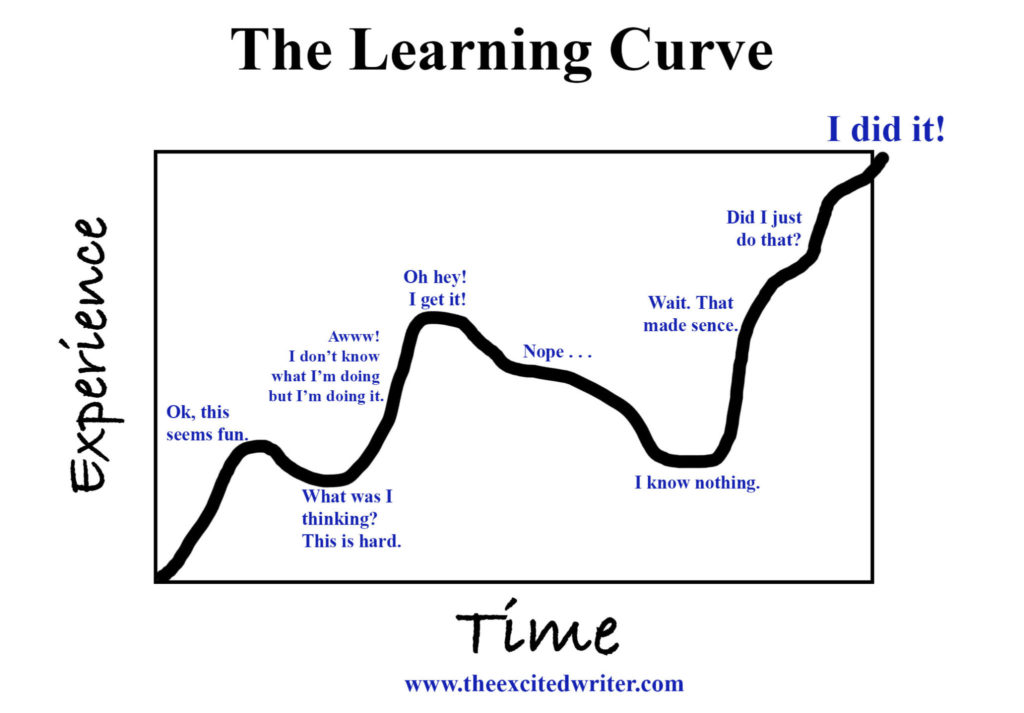 The Learning Curve
I did it!
Did I just
do that?
Oh hey!
I get it!
Wait. That
made sence.
Awww!
I don't know
what I'm doing
but I'm doing it.
Nope . . .
Ok, this
seems fun.
I know nothing.
What was I
thinking?
This is hard.
Experience
Time
www.theexcitedwriter.com